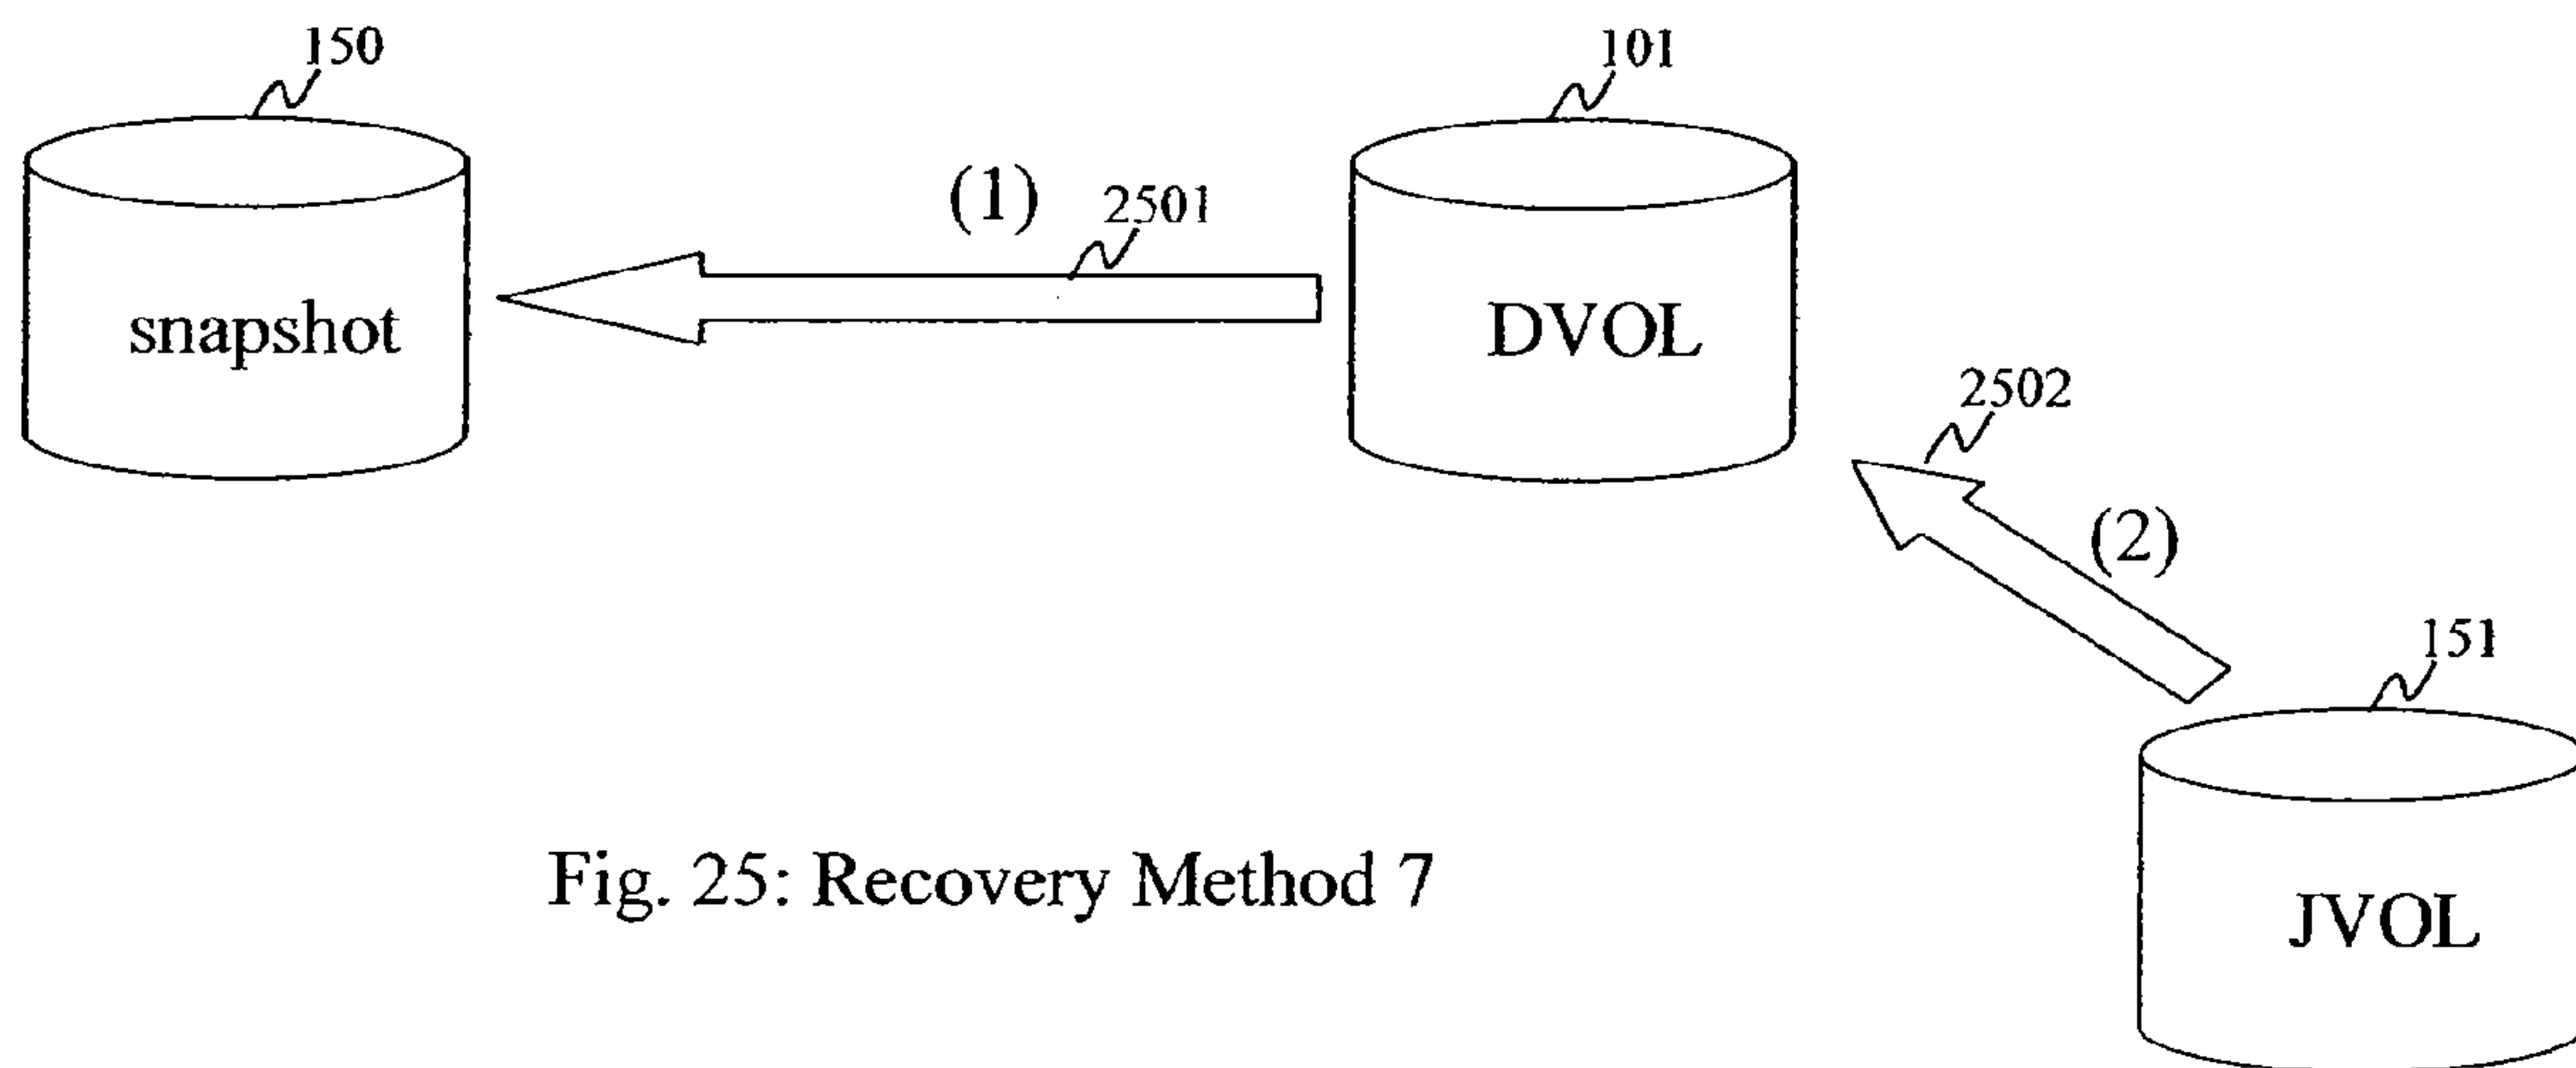 150
101
(1)
2501
snapshot
DVOL
2502
(2)
151
Fig. 25: Recovery Method 7
JVOL